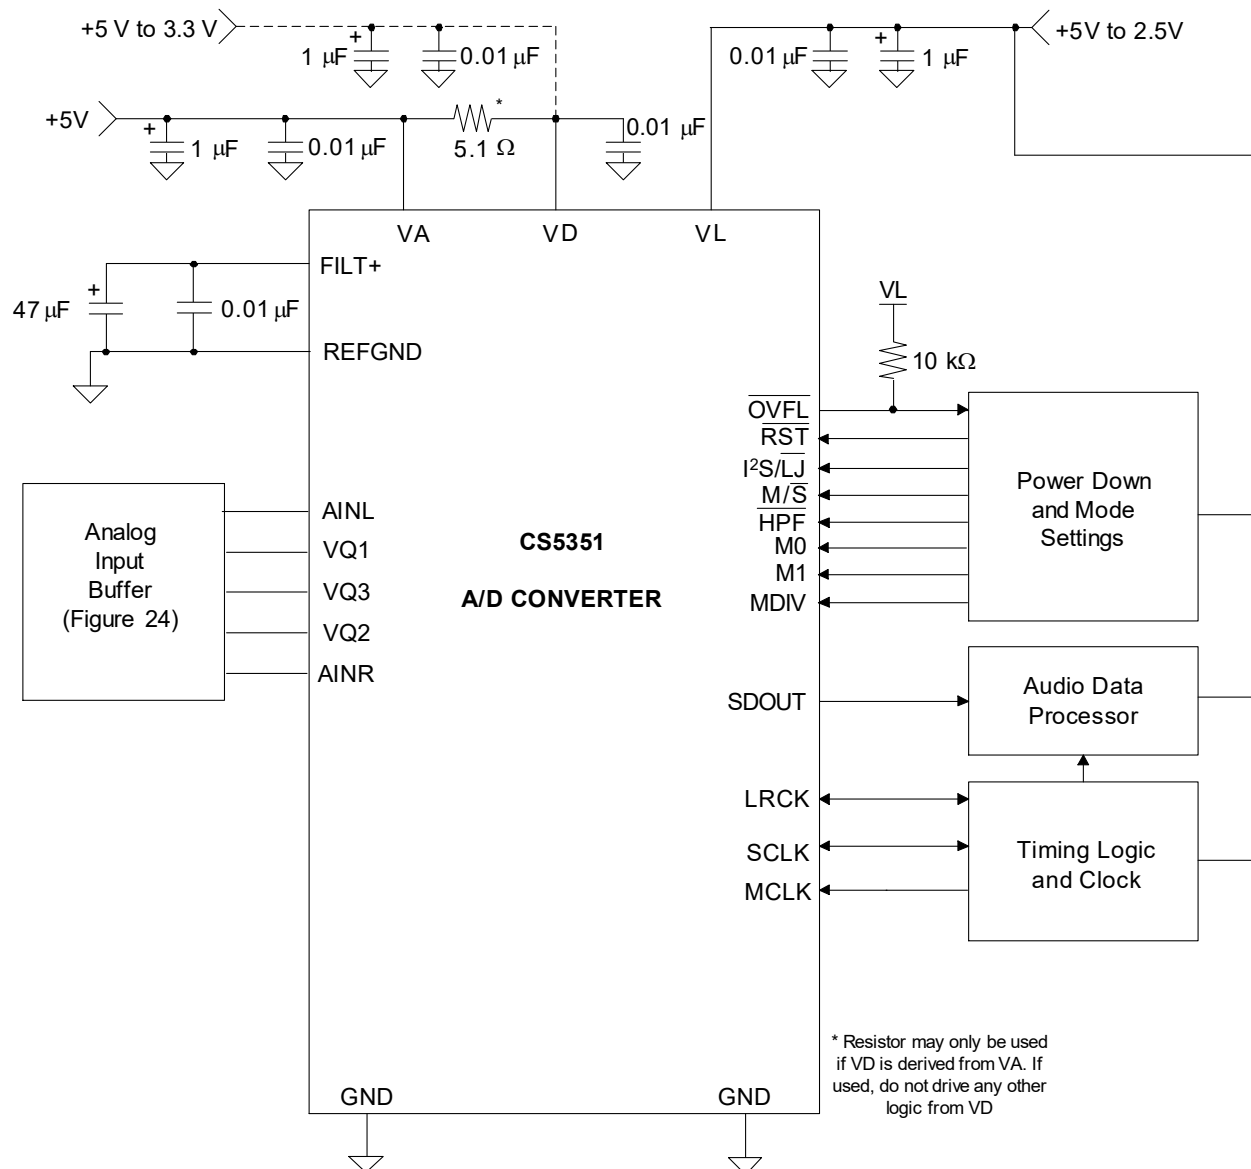 +5 V to 3.3 V
+
1 µF
0.01 µF
0.01 µF
+
1 µF
+5V to 2.5V
+5V
+
1 µF
0.01 µF
*
5.1 Ω
0.01 µF
VA
VD
VL
FILT+
+
47 µF
0.01 µF
REFGND
VL
10 kΩ
OVFL
RST
I²S/LJ
M/S
HPF
M0
M1
MDIV
Power Down
and Mode
Settings
Analog
Input
Buffer
(Figure 24)
AINL
VQ1
VQ3
VQ2
AINR
CS5351
A/D CONVERTER
SDOUT
Audio Data
Processor
LRCK
SCLK
MCLK
Timing Logic
and Clock
* Resistor may only be used
if VD is derived from VA. If
used, do not drive any other
logic from VD
GND
GND